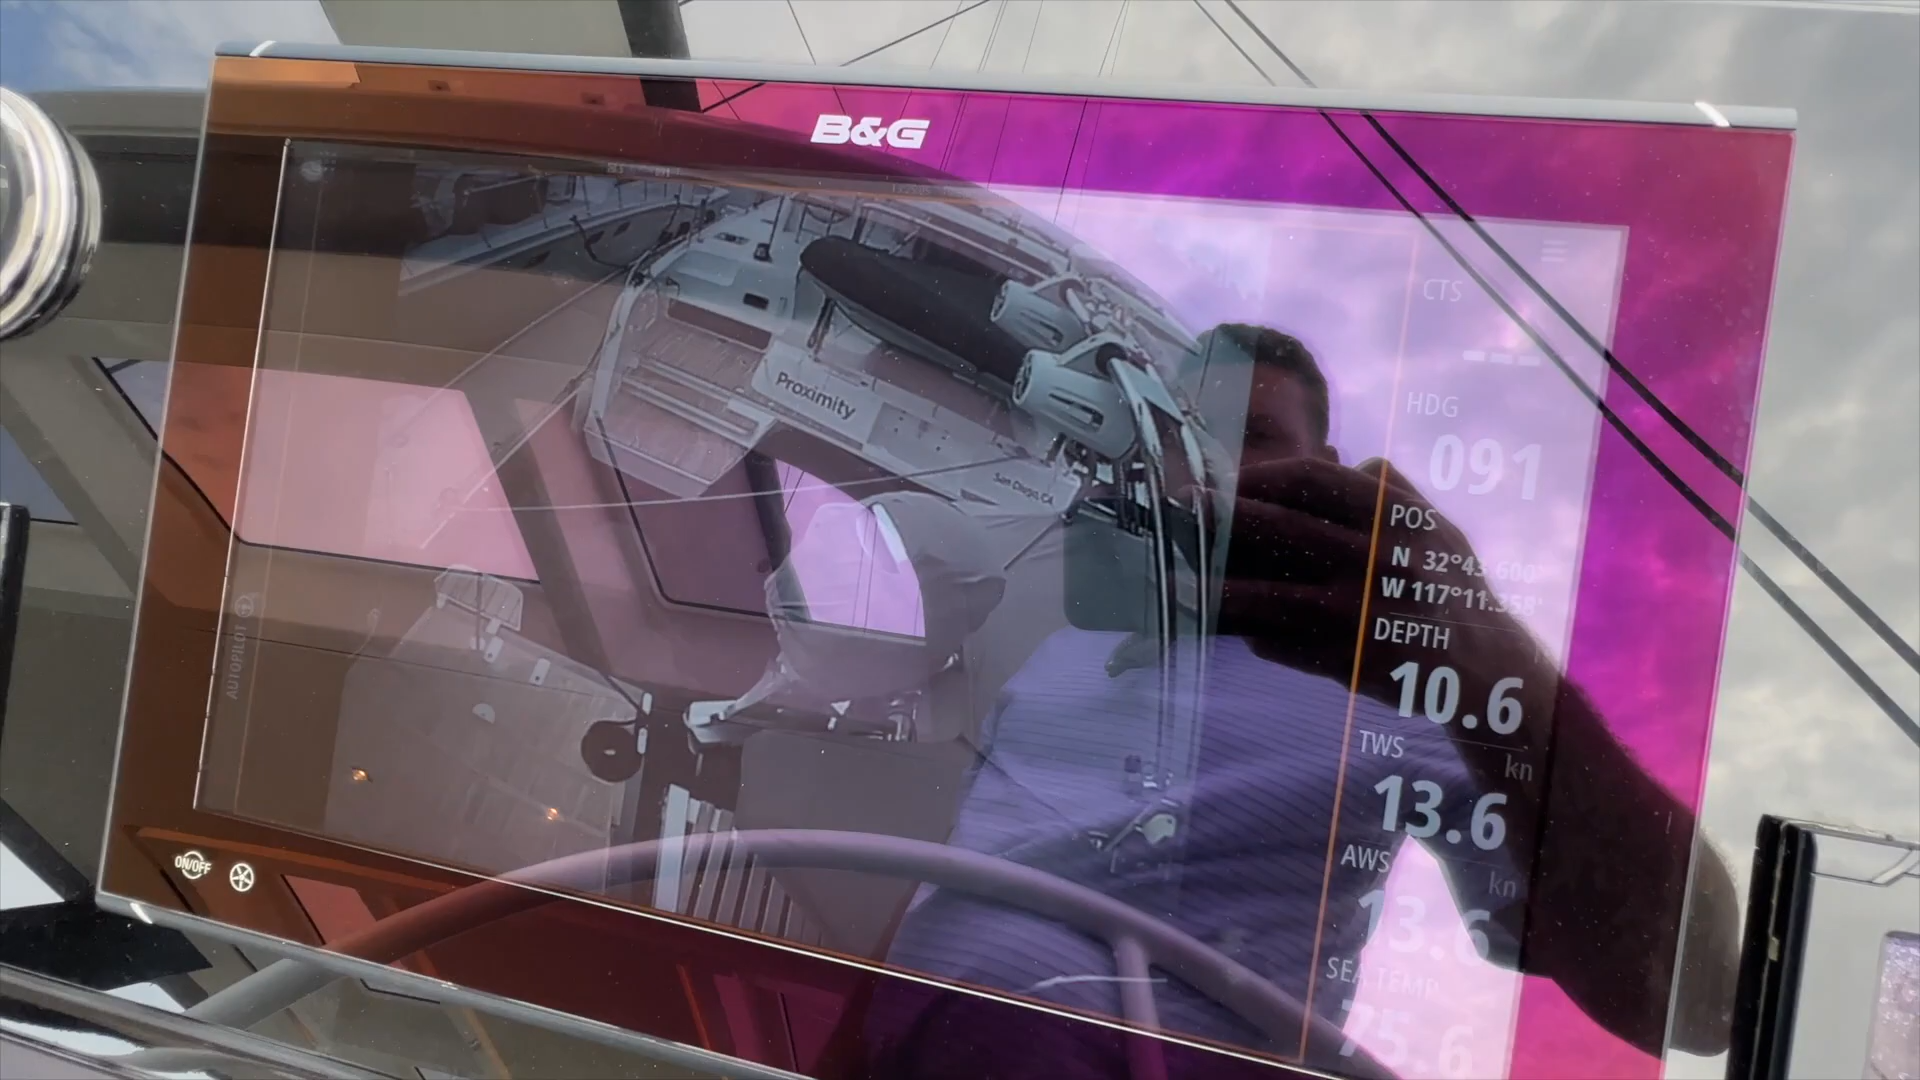 B&G
CTS
---
HDG
091
Proximity
San Diego, CA
POS
N 32°43.600'
W 117°11.358'
DEPTH
10.6
TWS
kn
13.6
AWS
kn
13.6
SEA TEMP
75.6
AUTOPILOT
ON/OFF